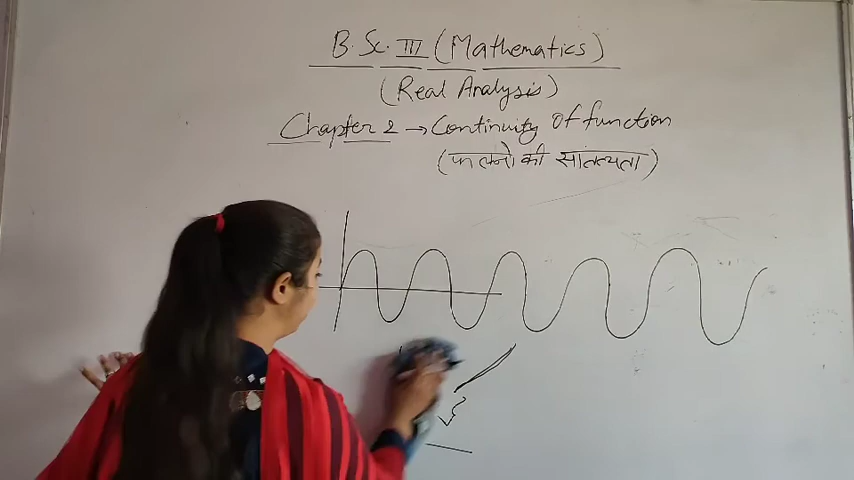 B.Sc. III (Mathematics)
(Real Analysis)
Chapter 2 → Continuity Of function
(फलनो की सांतत्यता)